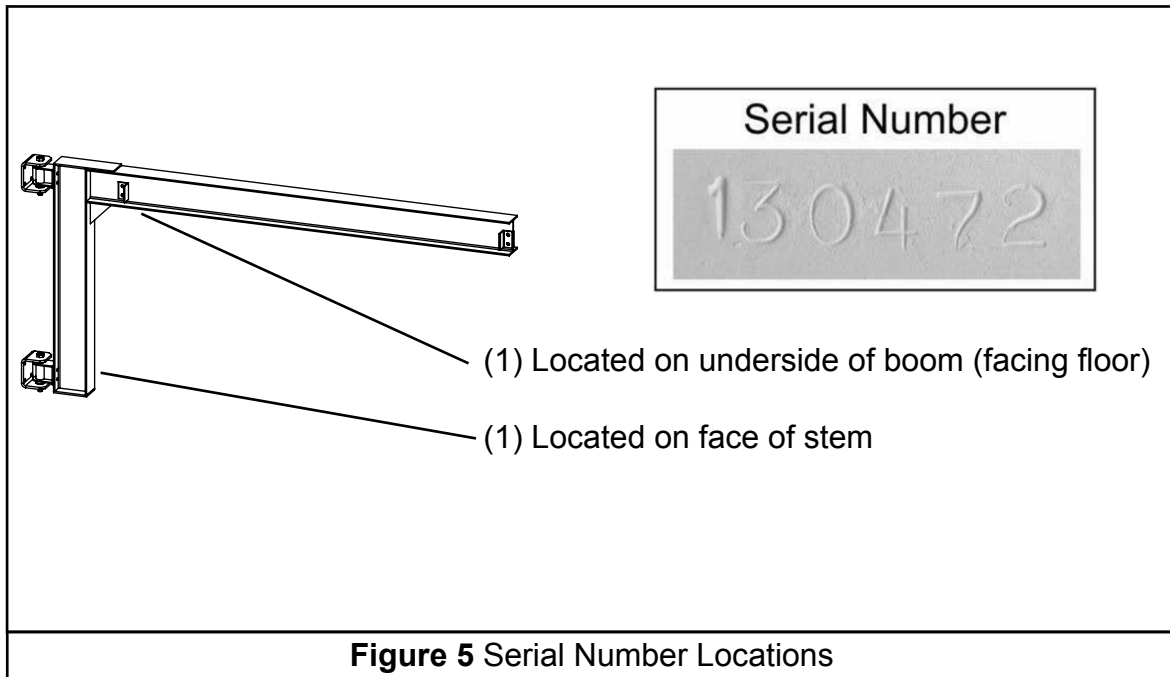 Serial Number
130472
(1) Located on underside of boom (facing floor)
(1) Located on face of stem
Figure 5 Serial Number Locations